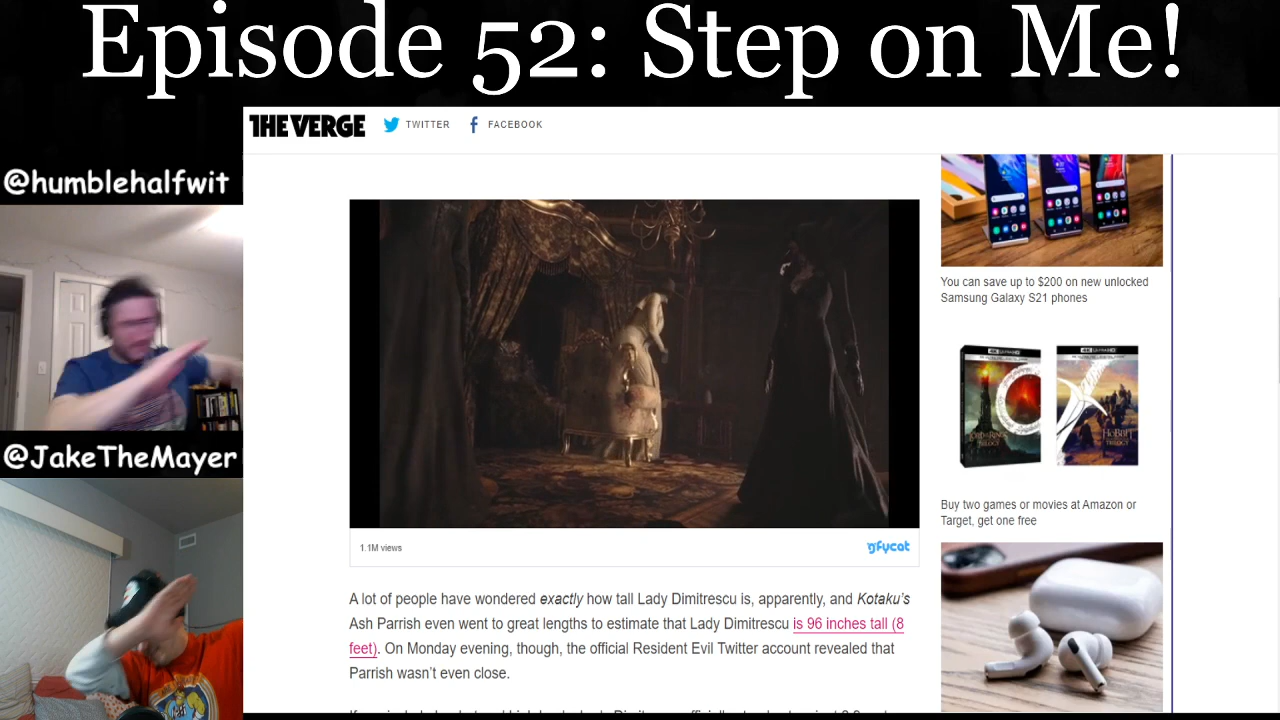 Episode 52: Step on Me!
THE VERGE TWITTER FACEBOOK
@humblehalfwit
@JakeTheMayer
1.1M views
gfycat
A lot of people have wondered exactly how tall Lady Dimitrescu is, apparently, and Kotaku's
Ash Parrish even went to great lengths to estimate that Lady Dimitrescu is 96 inches tall (8
feet). On Monday evening, though, the official Resident Evil Twitter account revealed that
Parrish wasn't even close.
You can save up to $200 on new unlocked
Samsung Galaxy S21 phones
Buy two games or movies at Amazon or
Target, get one free